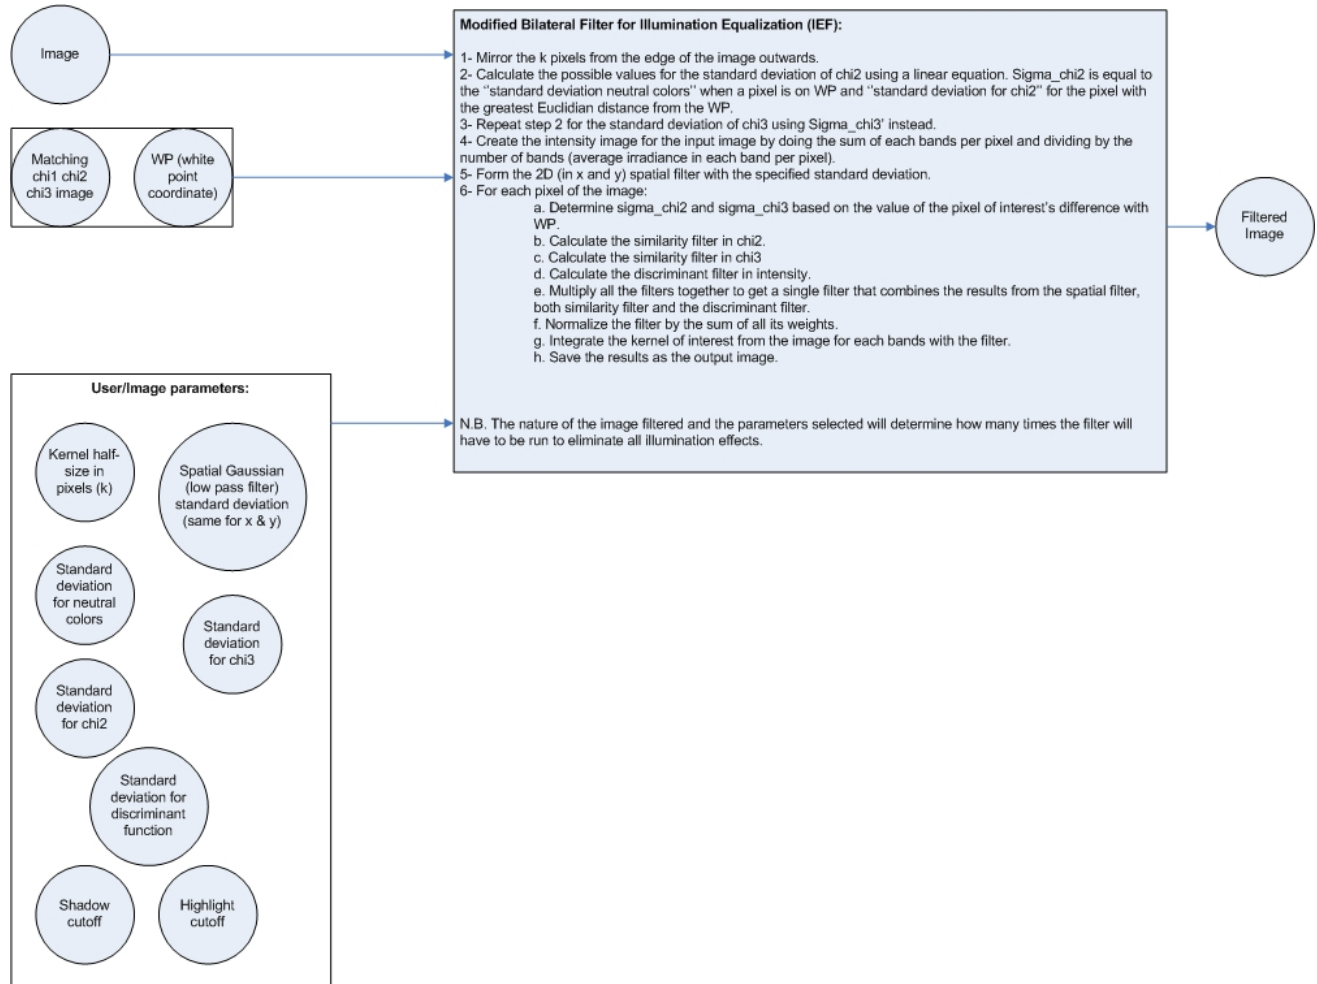 Image
Matching
chi1 chi2
chi3 image
WP (white
point
coordinate)
Modified Bilateral Filter for Illumination Equalization (IEF):
1- Mirror the k pixels from the edge of the image outwards.
2- Calculate the possible values for the standard deviation of chi2 using a linear equation. Sigma_chi2 is equal to
the “standard deviation neutral colors” when a pixel is on WP and “standard deviation for chi2” for the pixel with
the greatest Euclidian distance from the WP.
3- Repeat step 2 for the standard deviation of chi3 using Sigma_chi3’ instead.
4- Create the intensity image for the input image by doing the sum of each bands per pixel and dividing by the
number of bands (average irradiance in each band per pixel).
5- Form the 2D (in x and y) spatial filter with the specified standard deviation.
6- For each pixel of the image:
a. Determine sigma_chi2 and sigma_chi3 based on the value of the pixel of interest’s difference with
WP.
b. Calculate the similarity filter in chi2.
c. Calculate the similarity filter in chi3
d. Calculate the discriminant filter in intensity.
e. Multiply all the filters together to get a single filter that combines the results from the spatial filter,
both similarity filter and the discriminant filter.
f. Normalize the filter by the sum of all its weights.
g. Integrate the kernel of interest from the image for each bands with the filter.
h. Save the results as the output image.
N.B. The nature of the image filtered and the parameters selected will determine how many times the filter will
have to be run to eliminate all illumination effects.
Filtered
Image
User/Image parameters:
Kernel half-
size in
pixels (k)
Spatial Gaussian
(low pass filter)
standard deviation
(same for x & y)
Standard
deviation
for neutral
colors
Standard
deviation
for chi3
Standard
deviation
for chi2
Standard
deviation for
discriminant
function
Shadow
cutoff
Highlight
cutoff